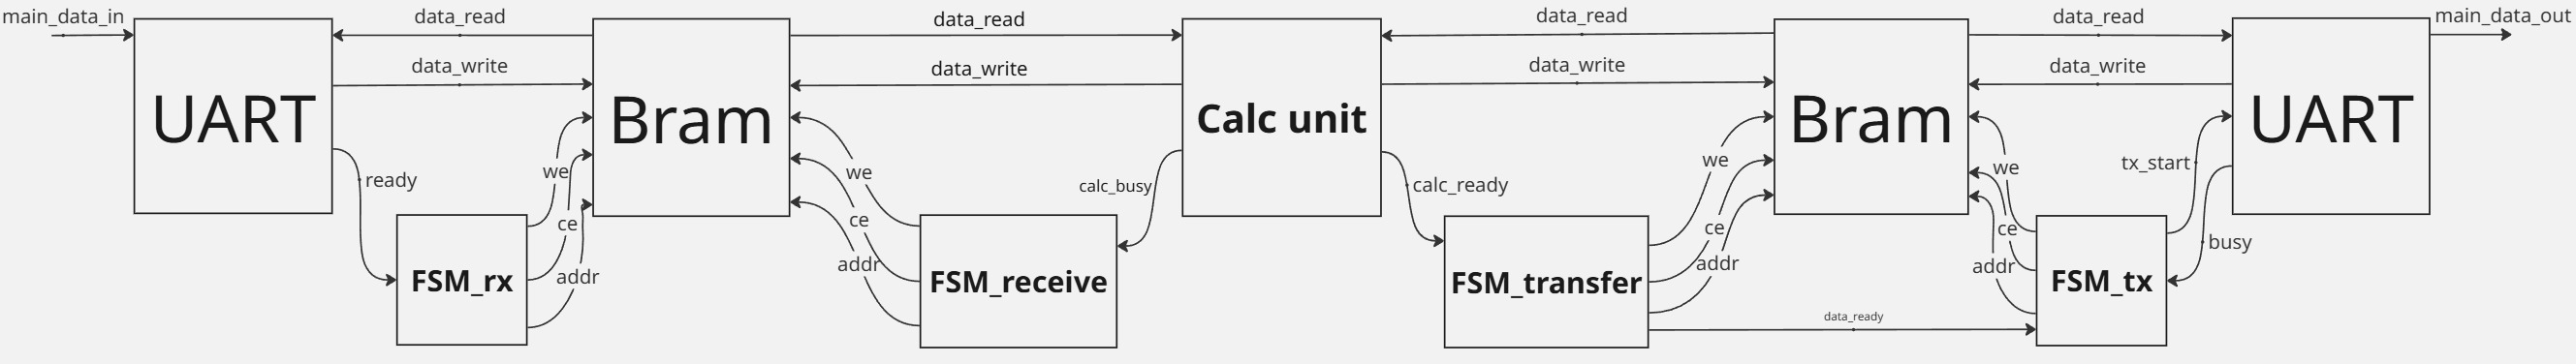 main_data_in
data_read
data_read
data_read
data_read
main_data_out
data_write
data_write
data_write
data_write
UART
Bram
Calc unit
Bram
UART
we
we
we
we
tx_start
ready
calc_busy
calc_ready
ce
ce
ce
ce
busy
addr
addr
addr
addr
FSM_rx
FSM_receive
FSM_transfer
FSM_tx
data_ready